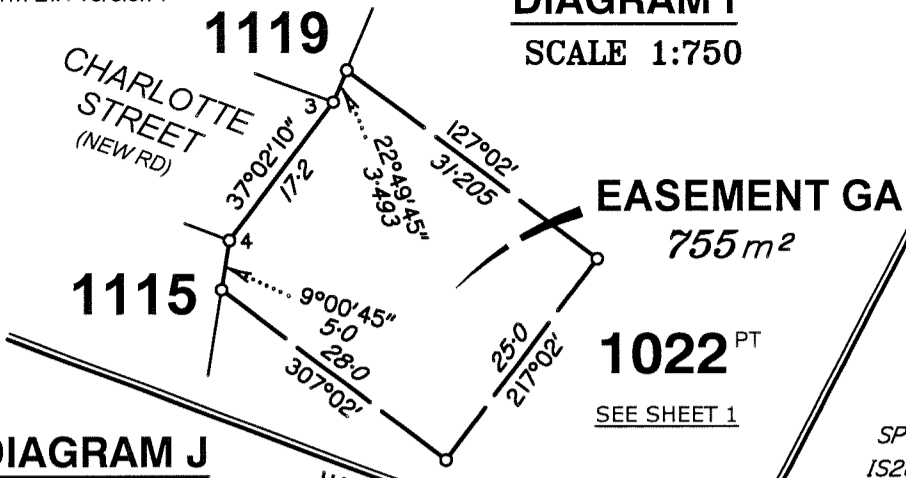 DIAGRAM I
SCALE 1:750
1119
CHARLOTTE
STREET
(NEW RD)
3
37°02'10"
17·2
22°49'45"
3·493
127°02'
31·205
EASEMENT GA
755 m²
4
1115
9°00'45"
5·0
28·0
307°02'
25·0
217°02'
1022 PT
SEE SHEET 1
DIAGRAM J
SP